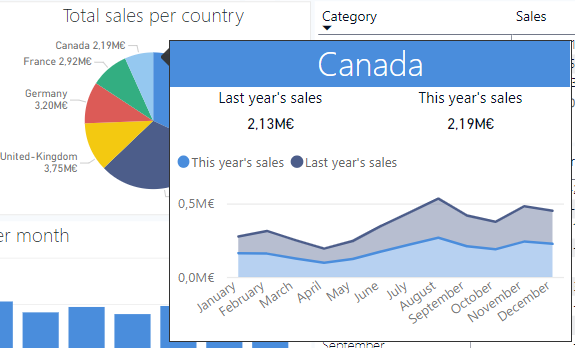 Total sales per country
Category
Sales
Canada 2,19M€
France 2,92M€
Germany
3,20M€
United-Kingdom
3,75M€
er month
Canada
Last year's sales
This year's sales
2,13M€
2,19M€
This year's sales
Last year's sales
0,5M€
0,0M€
January
February
March
April
May
June
July
August
September
October
November
December
September